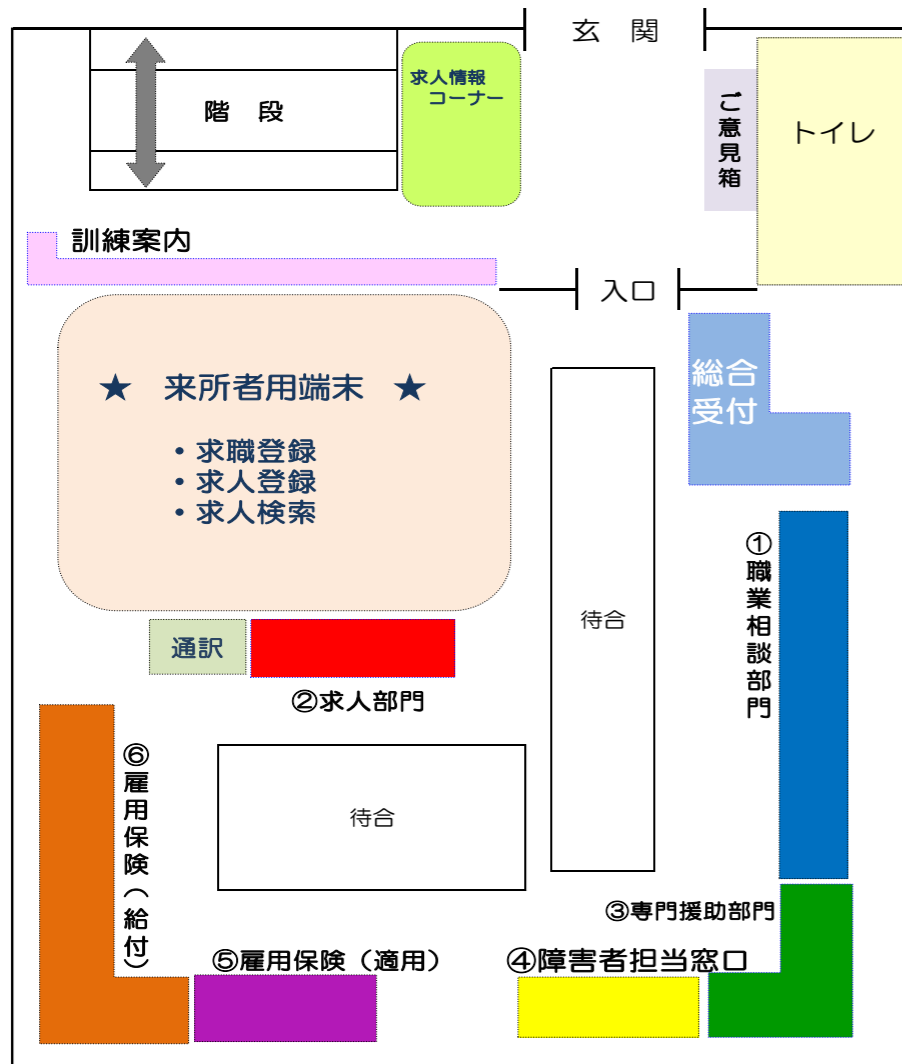 玄　関
階　段
求人情報
コーナー
ご意見箱
トイレ
訓練案内
入口
総合
受付
★　来所者用端末　★
・求職登録
・求人登録
・求人検索
①職業相談部門
待合
通訳
②求人部門
⑥雇用保険（給付）
待合
③専門援助部門
⑤雇用保険（適用）
④障害者担当窓口